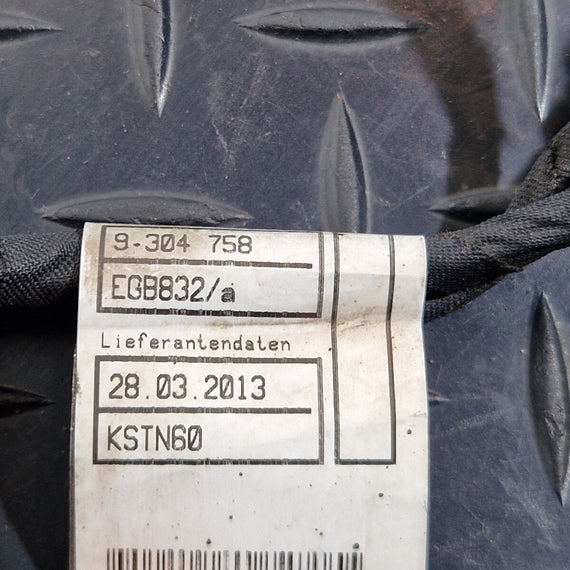 9-304 758
EGB832/a
Lieferantendaten
28.03.2013
KSTN60